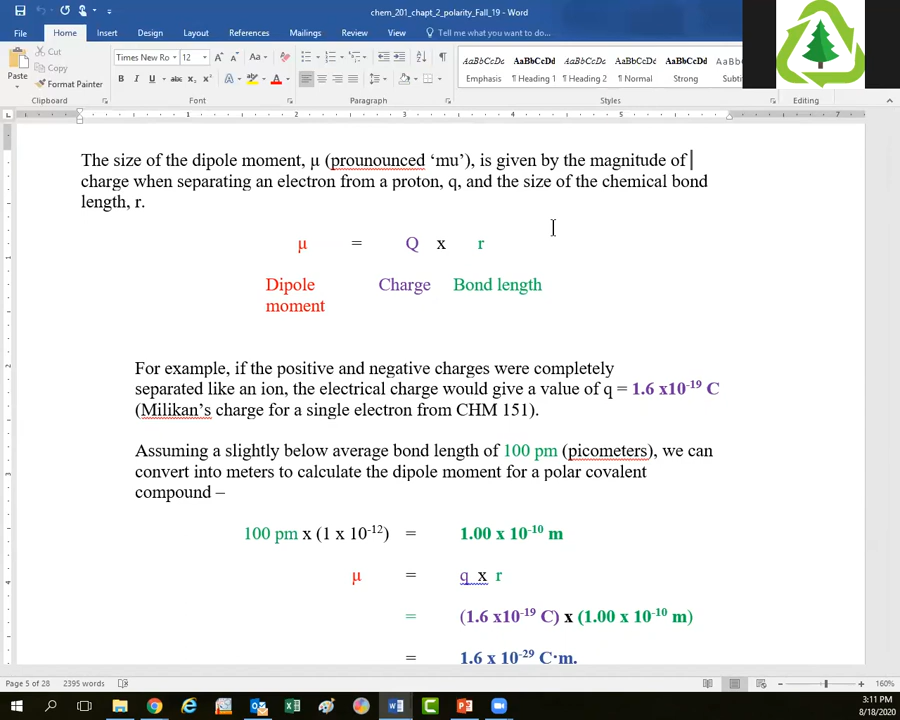 chem_201_chapt_2_polarity_Fall_19 - Word
File Home Insert Design Layout References Mailings Review View Tell me what you want to do...
Cut
Copy
Paste
Format Painter
Times New Ro 12
AaBbCcDc AaBbCcDc AaBbCcDc AaBbCcDc AaBbCcDc
Emphasis ¶ Heading 1 ¶ Heading 2 ¶ Normal Strong Subtit
Clipboard Font Paragraph Styles Editing
The size of the dipole moment, μ (prounounced ‘mu’), is given by the magnitude of
charge when separating an electron from a proton, q, and the size of the chemical bond
length, r.
μ = Q x r
Dipole Charge Bond length
moment
For example, if the positive and negative charges were completely
separated like an ion, the electrical charge would give a value of q = 1.6 x10⁻¹⁹ C
(Milikan’s charge for a single electron from CHM 151).
Assuming a slightly below average bond length of 100 pm (picometers), we can
convert into meters to calculate the dipole moment for a polar covalent
compound –
100 pm x (1 x 10⁻¹²) = 1.00 x 10⁻¹⁰ m
μ = q x r
= (1.6 x10⁻¹⁹ C) x (1.00 x 10⁻¹⁰ m)
= 1.6 x 10⁻²⁹ C·m.
Page 5 of 28 2395 words 160%
3:11 PM
8/18/2020